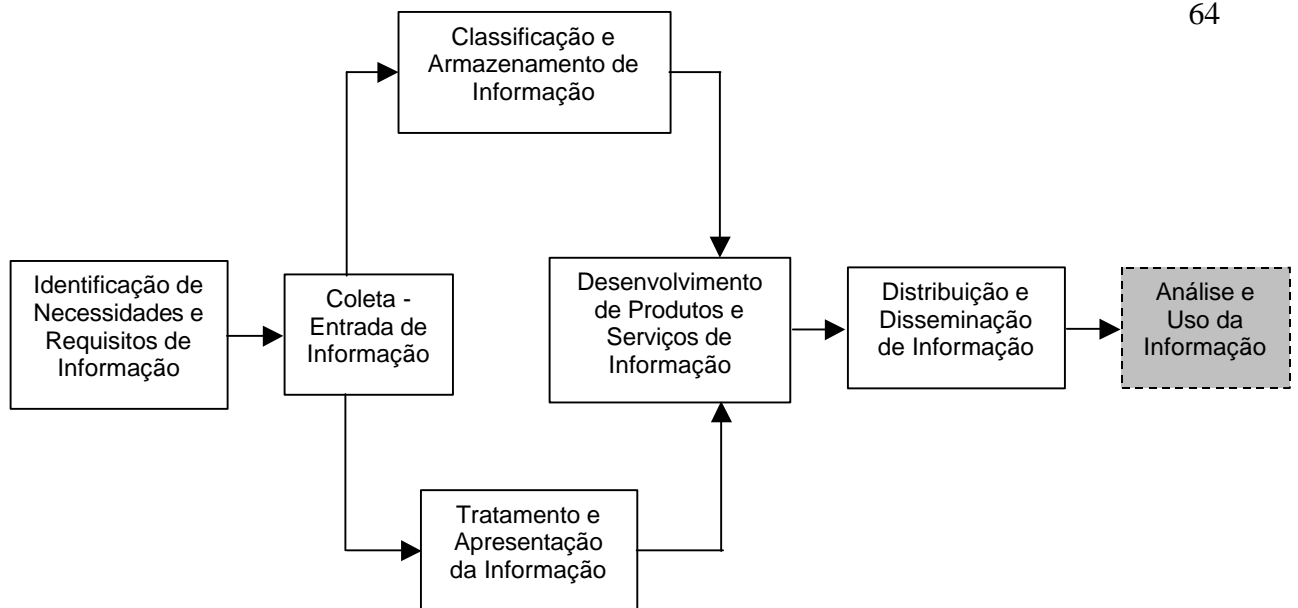 64
Classificação e
Armazenamento de
Informação
Identificação de
Necessidades e
Requisitos de
Informação
Coleta -
Entrada de
Informação
Desenvolvimento
de Produtos e
Serviços de
Informação
Distribuição e
Disseminação
de Informação
Análise e
Uso da
Informação
Tratamento e
Apresentação
da Informação